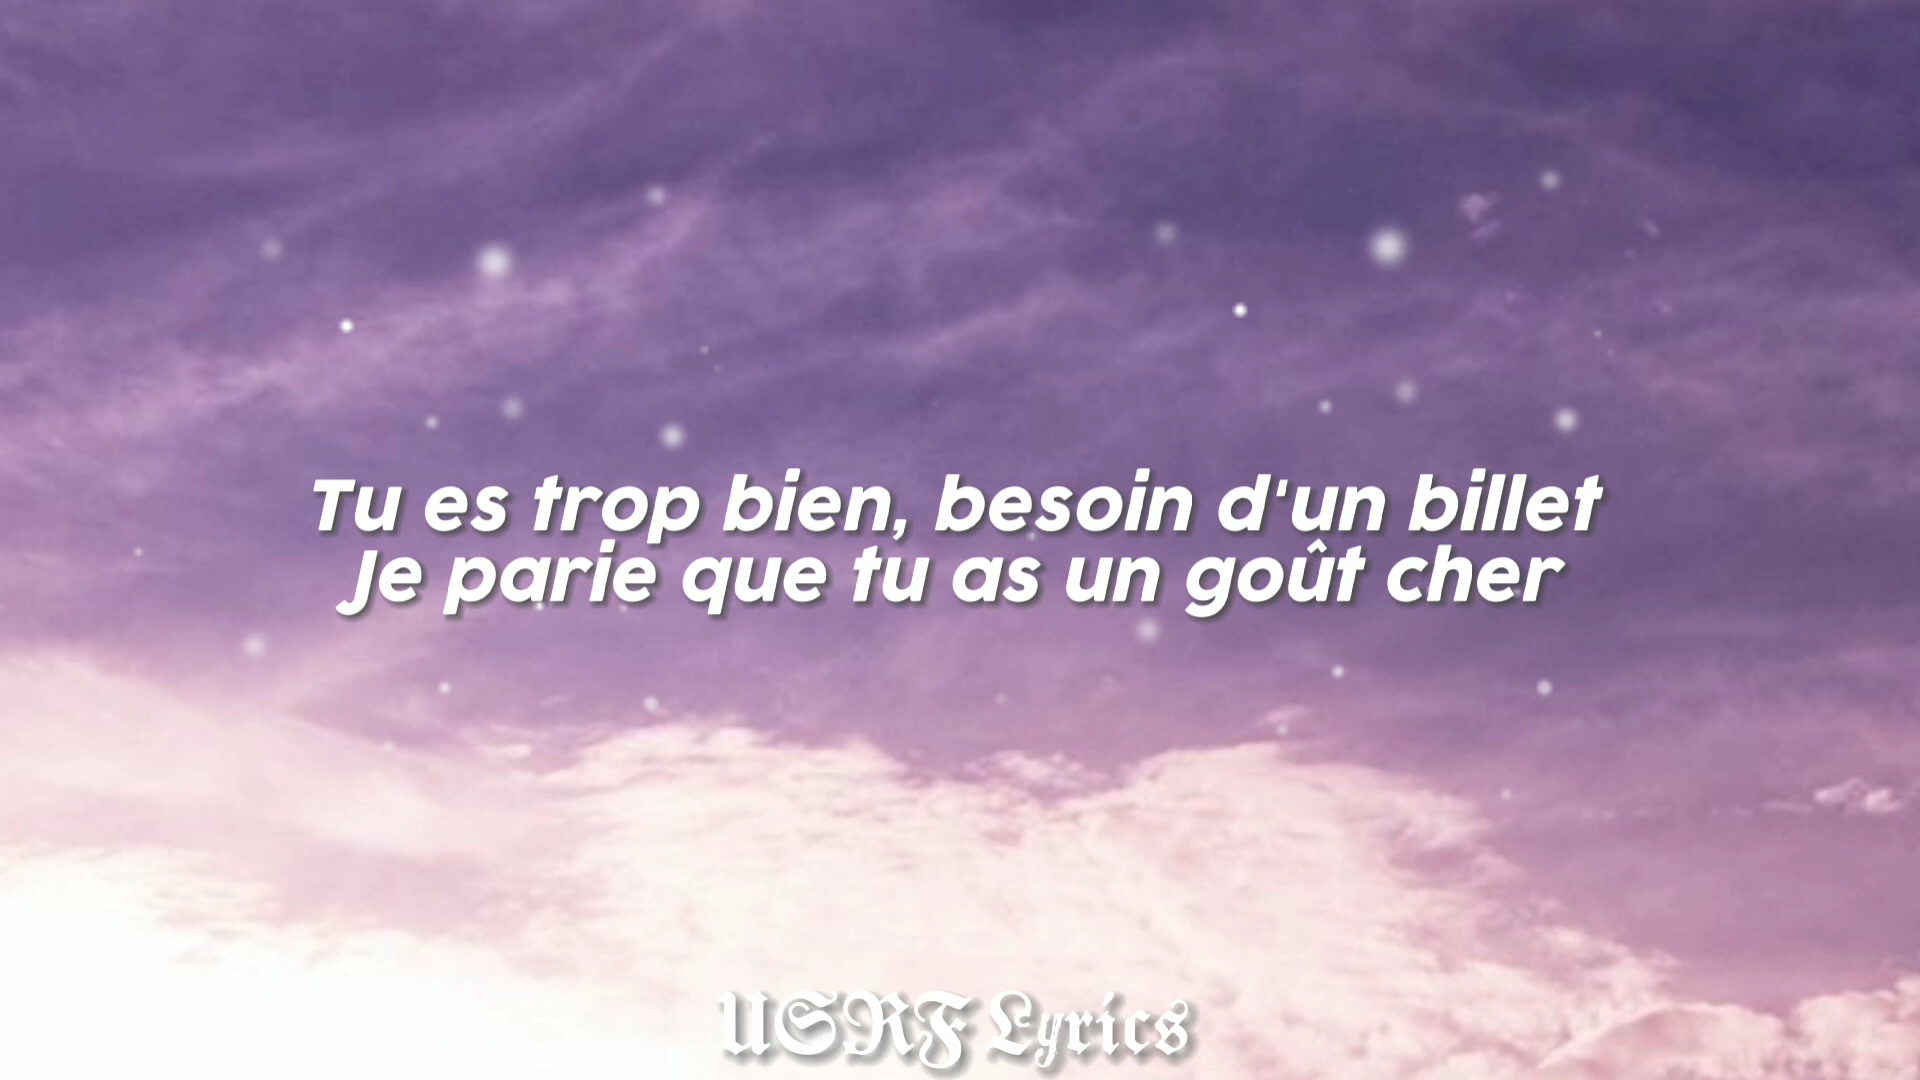 Tu es trop bien, besoin d'un billet
Je parie que tu as un goût cher
USRF Lyrics